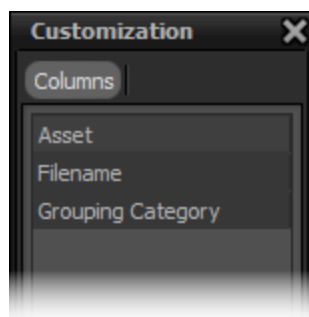 Customization
Columns
Asset
Filename
Grouping Category